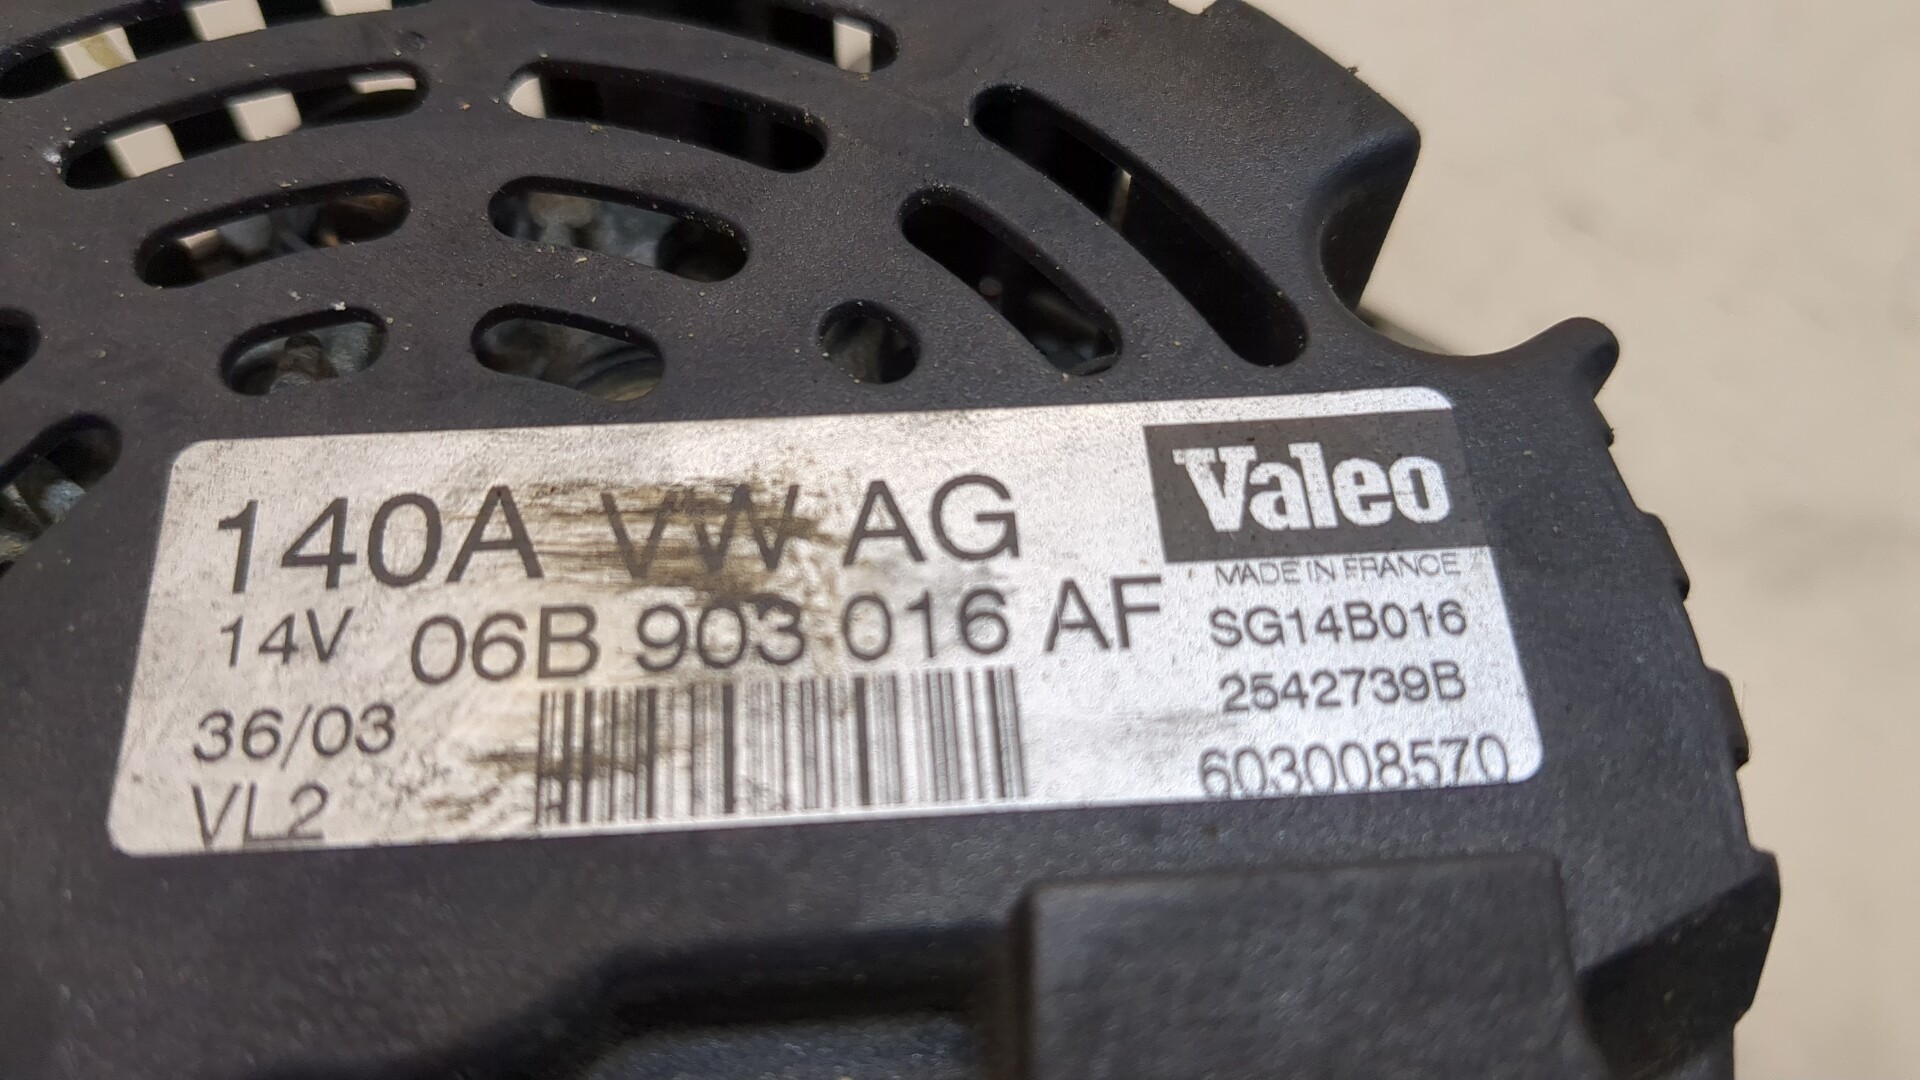 140A VW AG
14V 06B 903 016 AF
36/03
VL2
Valeo
MADE IN FRANCE
SG14B016
2542739B
603008570